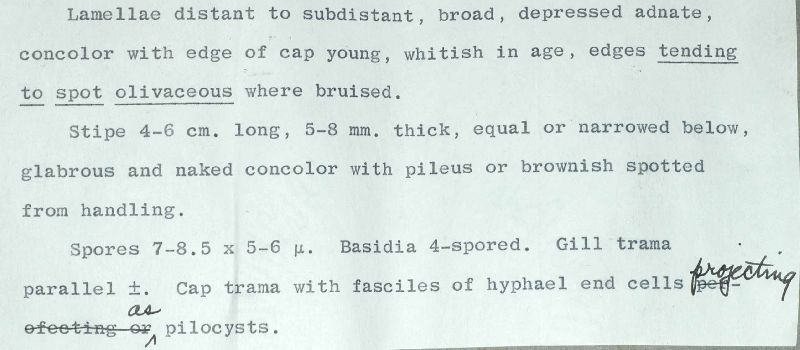 Lamellae distant to subdistant, broad, depressed adnate,
concolor with edge of cap young, whitish in age, edges tending
to spot olivaceous where bruised.
Stipe 4-6 cm. long, 5-8 mm. thick, equal or narrowed below,
glabrous and naked concolor with pileus or brownish spotted
from handling.
Spores 7-8.5 x 5-6 μ. Basidia 4-spored. Gill trama
projecting
parallel ±. Cap trama with fasciles of hyphael end cells
as
ofecting or pilocysts.